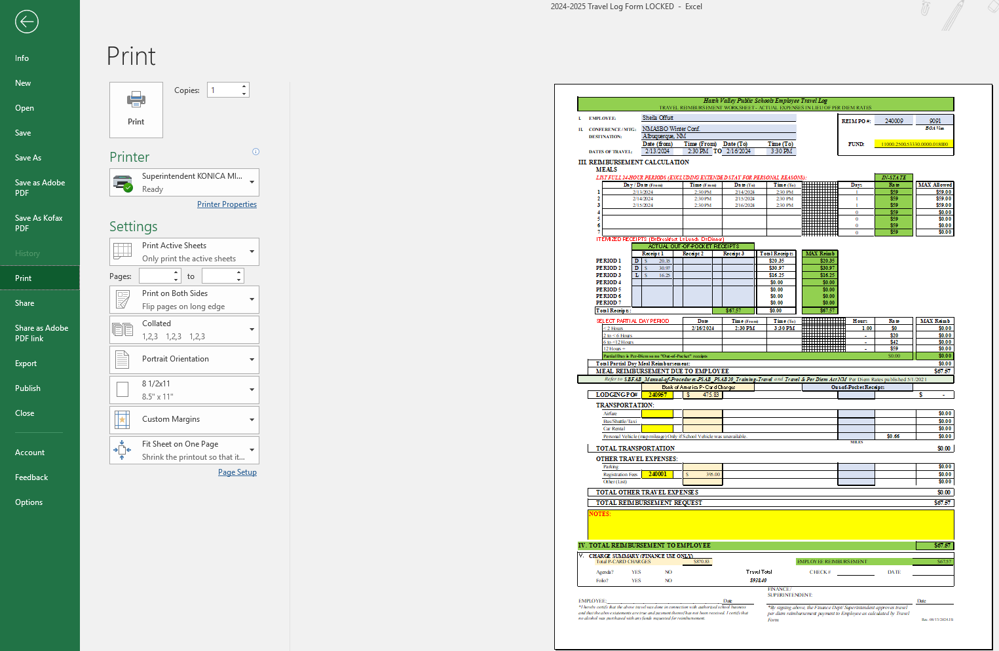 2024-2025 Travel Log Form LOCKED - Excel
Info
New
Open
Save
Save As
Save as Adobe
PDF
Save As Kofax
PDF
History
Print
Share
Share as Adobe
PDF link
Export
Publish
Close
Account
Feedback
Options
Print
Print
Copies: 1
Printer
Superintendent KONICA MI...
Ready
Printer Properties
Settings
Print Active Sheets
Only print the active sheets
Pages: to
Print on Both Sides
Flip pages on long edge
Collated
1,2,3 1,2,3 1,2,3
Portrait Orientation
8 1/2x11
8.5" x 11"
Custom Margins
Fit Sheet on One Page
Shrink the printout so that it...
Page Setup
Hatch Valley Public Schools Employee Travel Log
TRAVEL REIMBURSEMENT WORKSHEET - ACTUAL EXPENSES IN LIEU OF PER DIEM RATES
I. EMPLOYEE: Sheila Offutt
REIM PO #: 240009 9091
II. CONFERENCE / MTG: NMASBO Winter Conf.
BOA Visa
DESTINATION: Albuquerque, NM
Date (from) Time (From) Date (To) Time (To)
FUND: 11000.2500.53330.0000.018000
DATES OF TRAVEL: 2/13/2024 2:30 PM TO 2/16/2024 3:30 PM
III. REIMBURSEMENT CALCULATION
MEALS
LIST FULL 24-HOUR PERIODS (EXCLUDING EXTENDED STAY FOR PERSONAL REASONS): IN-STATE
Day / Date (From) Time (From) Date (To) Time (To) Days Rate MAX Allowed
1 2/13/2024 2:30 PM 2/14/2024 2:30 PM 1 $59 $59.00
2 2/14/2024 2:30 PM 2/15/2024 2:30 PM 1 $59 $59.00
3 2/15/2024 2:30 PM 2/16/2024 2:30 PM 1 $59 $59.00
4 0 $59 $0.00
5 0 $59 $0.00
6 0 $59 $0.00
7 0 $59 $0.00
ITEMIZED RECEIPTS (B=Breakfast L=Lunch D=Dinner)
ACTUAL OUT-OF-POCKET RECEIPTS
Receipt 1 Receipt 2 Receipt 3 Total Receipts MAX Reimb
PERIOD 1 D $ 20.35 $20.35 $20.35
PERIOD 2 D $ 30.97 $30.97 $30.97
PERIOD 3 L $ 16.25 $16.25 $16.25
PERIOD 4 $0.00 $0.00
PERIOD 5 $0.00 $0.00
PERIOD 6 $0.00 $0.00
PERIOD 7 $0.00 $0.00
Total Receipts: $67.57 $0.00 $67.57
SELECT PARTIAL DAY PERIOD Date Time (From) Time (To) Hours Rate MAX Reimb
< 2 Hours 2/16/2024 2:30 PM 3:30 PM 1.00 $0 $0.00
2 to < 6 Hours - $20 $0.00
6 to <12 Hours - $42 $0.00
12 Hours + - $59 $0.00
Partial Day is Per-Diem so no "Out-of-Pocket" receipts $0.00 $0.00
Total Partial Day Meal Reimbursement: $0.00
MEAL REIMBURSEMENT DUE TO EMPLOYEE $67.57
Refer to SBFAB_Manual-of-Procedures-PSAB_PSAB20_Training-Travel and Travel & Per Diem Act NM Per Diem Rates published 5/1/2021
Bank of America P-Card Charges Out-of-Pocket Receipts
LODGING PO# 240957 $ 475.83 $ -
TRANSPORTATION:
Airfare $0.00
Bus/Shuttle/Taxi $0.00
Car Rental $0.00
Personal Vehicle (map mileage) Only if School Vehicle was unavailable. $0.66 $0.00
MILES
TOTAL TRANSPORTATION $0.00
OTHER TRAVEL EXPENSES:
Parking $0.00
Registration Fees 240001 $ 395.00 $0.00
Other (List) $0.00
TOTAL OTHER TRAVEL EXPENSES $0.00
TOTAL REIMBURSEMENT REQUEST $67.57
NOTES:
IV. TOTAL REIMBURSEMENT TO EMPLOYEE $67.57
V. CHARGE SUMMARY (FINANCE USE ONLY)
Total P-CARD CHARGES $870.83 EMPLOYEE REIMBURSEMENT $67.57
Agenda? YES NO Travel Total CHECK # DATE
Folio? YES NO $938.40
FINANCE /
SUPERINTENDENT:
EMPLOYEE: Date Date
*I hereby certify that the above travel was done in connection with authorized school business
and that the above statements are true and payment thereof has not been received. I certify that
no alcohol was purchased with any funds requested for reimbursement.
*By signing above, the Finance Dept/ Superintendent approves travel
per diem reimbursement payment to Employee as calculated by Travel
Form